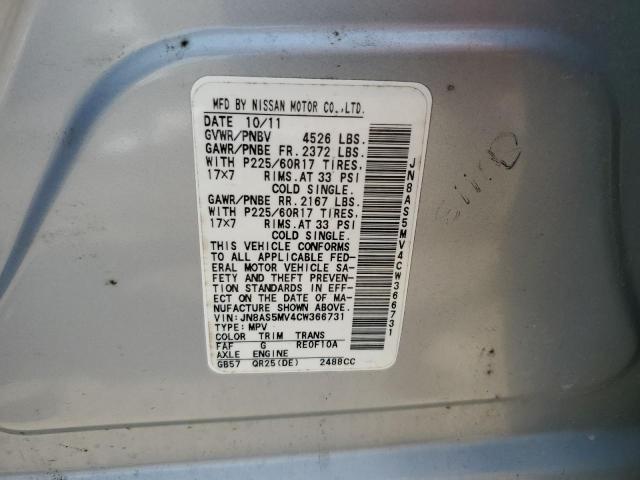 MFD BY NISSAN MOTOR CO.,LTD.
DATE 10/11
GVWR/PNBV 4526 LBS.
GAWR/PNBE FR. 2372 LBS.
WITH P225/60R17 TIRES.
17×7 RIMS. AT 33 PSI
COLD SINGLE.
GAWR/PNBE RR. 2167 LBS.
WITH P225/60R17 TIRES.
17×7 RIMS. AT 33 PSI
COLD SINGLE.
THIS VEHICLE CONFORMS
TO ALL APPLICABLE FED-
ERAL MOTOR VEHICLE SA-
FETY AND THEFT PREVEN-
TION STANDARDS IN EFF-
ECT ON THE DATE OF MA-
NUFACTURE SHOWN ABOVE.
VIN: JN8AS5MV4CW366731
TYPE: MPV
COLOR TRIM TRANS
FAF G RE0F10A
AXLE ENGINE
GB57 QR25(DE) 2488CC
JN8AS5MV4CW366731